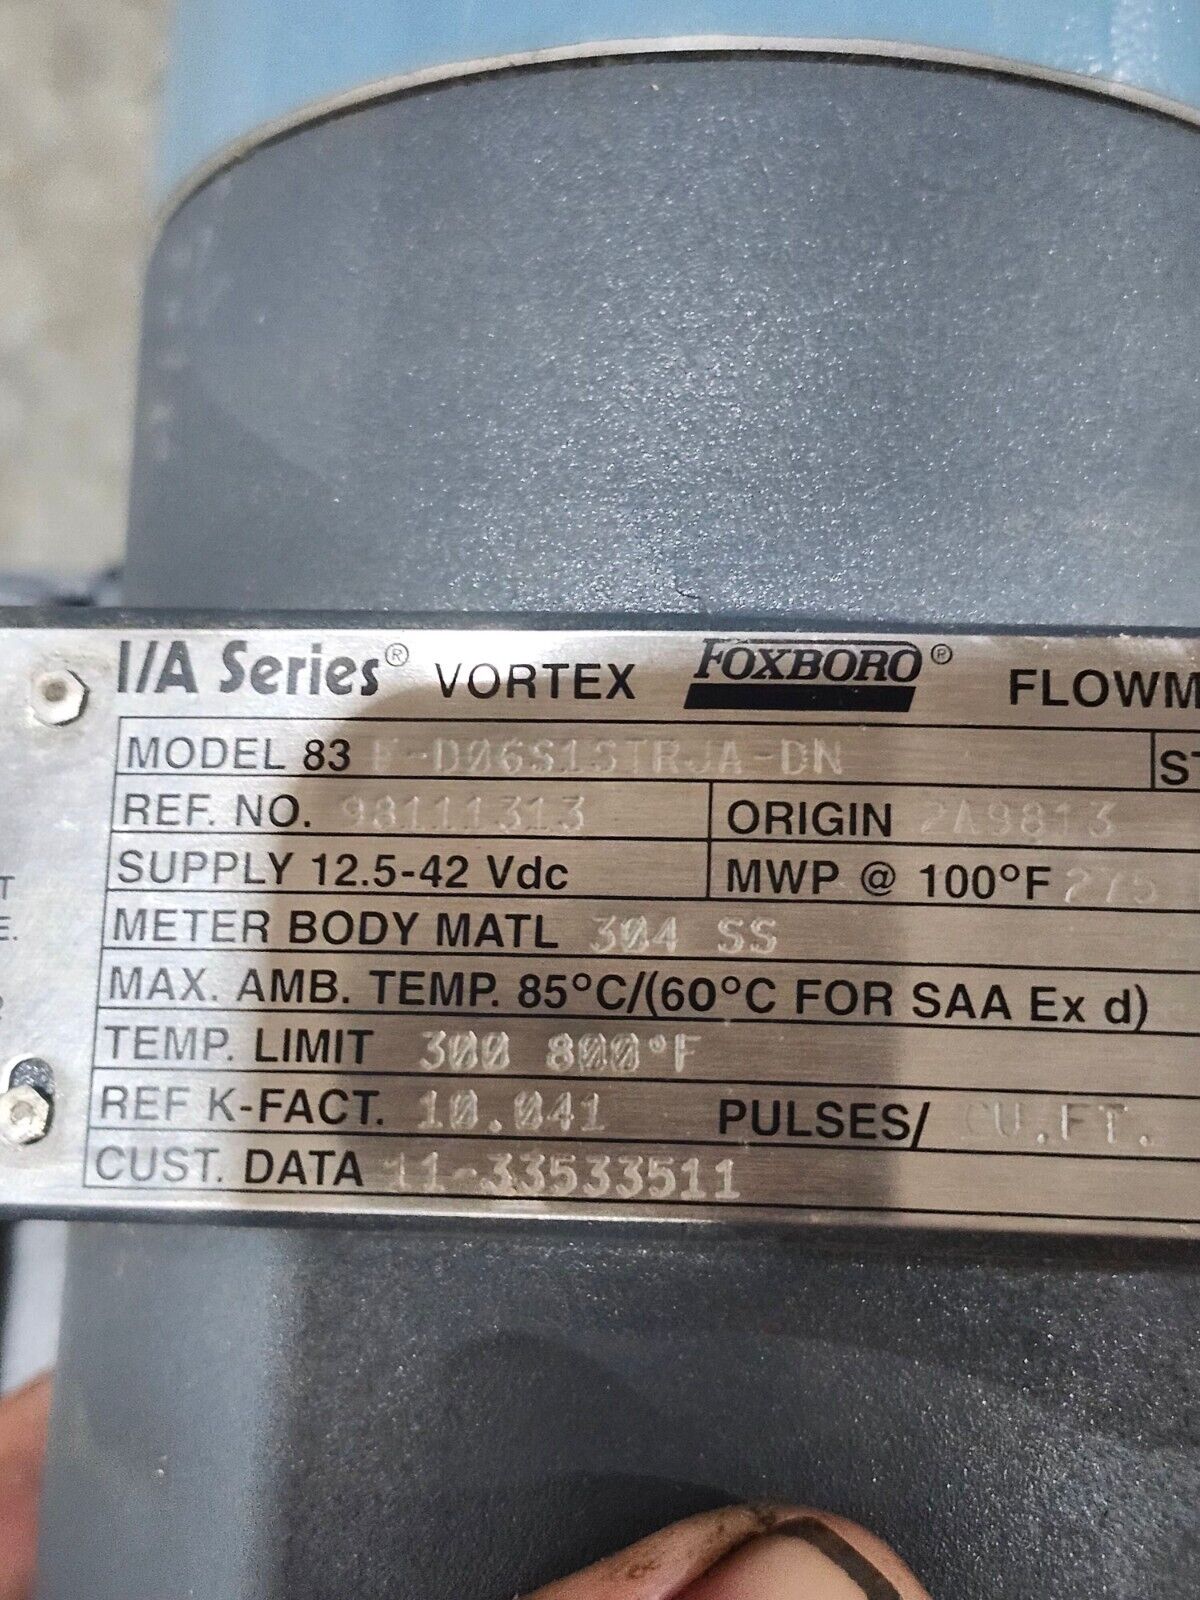 I/A Series® VORTEX FOXBORO® FLOWM
MODEL 83 F-D06S1STRJA-DN ST
REF. NO. 98111313 ORIGIN 2A9813
SUPPLY 12.5-42 Vdc MWP @ 100°F 275
T
METER BODY MATL 304 SS
E.
MAX. AMB. TEMP. 85°C/(60°C FOR SAA Ex d)
TEMP. LIMIT 300 800°F
REF K-FACT. 10.041 PULSES/ CU.FT.
CUST. DATA 11-33533511